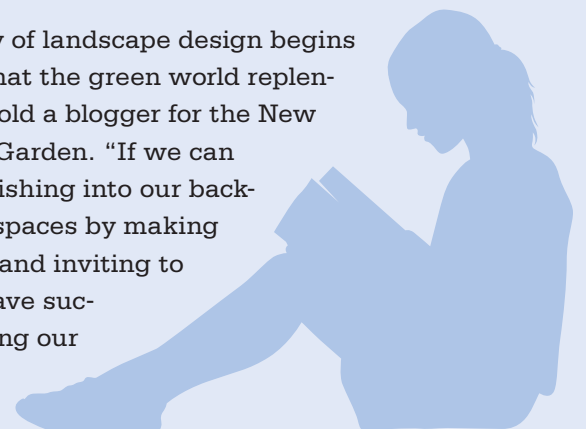 of landscape design begins
hat the green world replen-
old a blogger for the New
Garden. “If we can
ishing into our back-
spaces by making
and inviting to
ave suc-
ng our